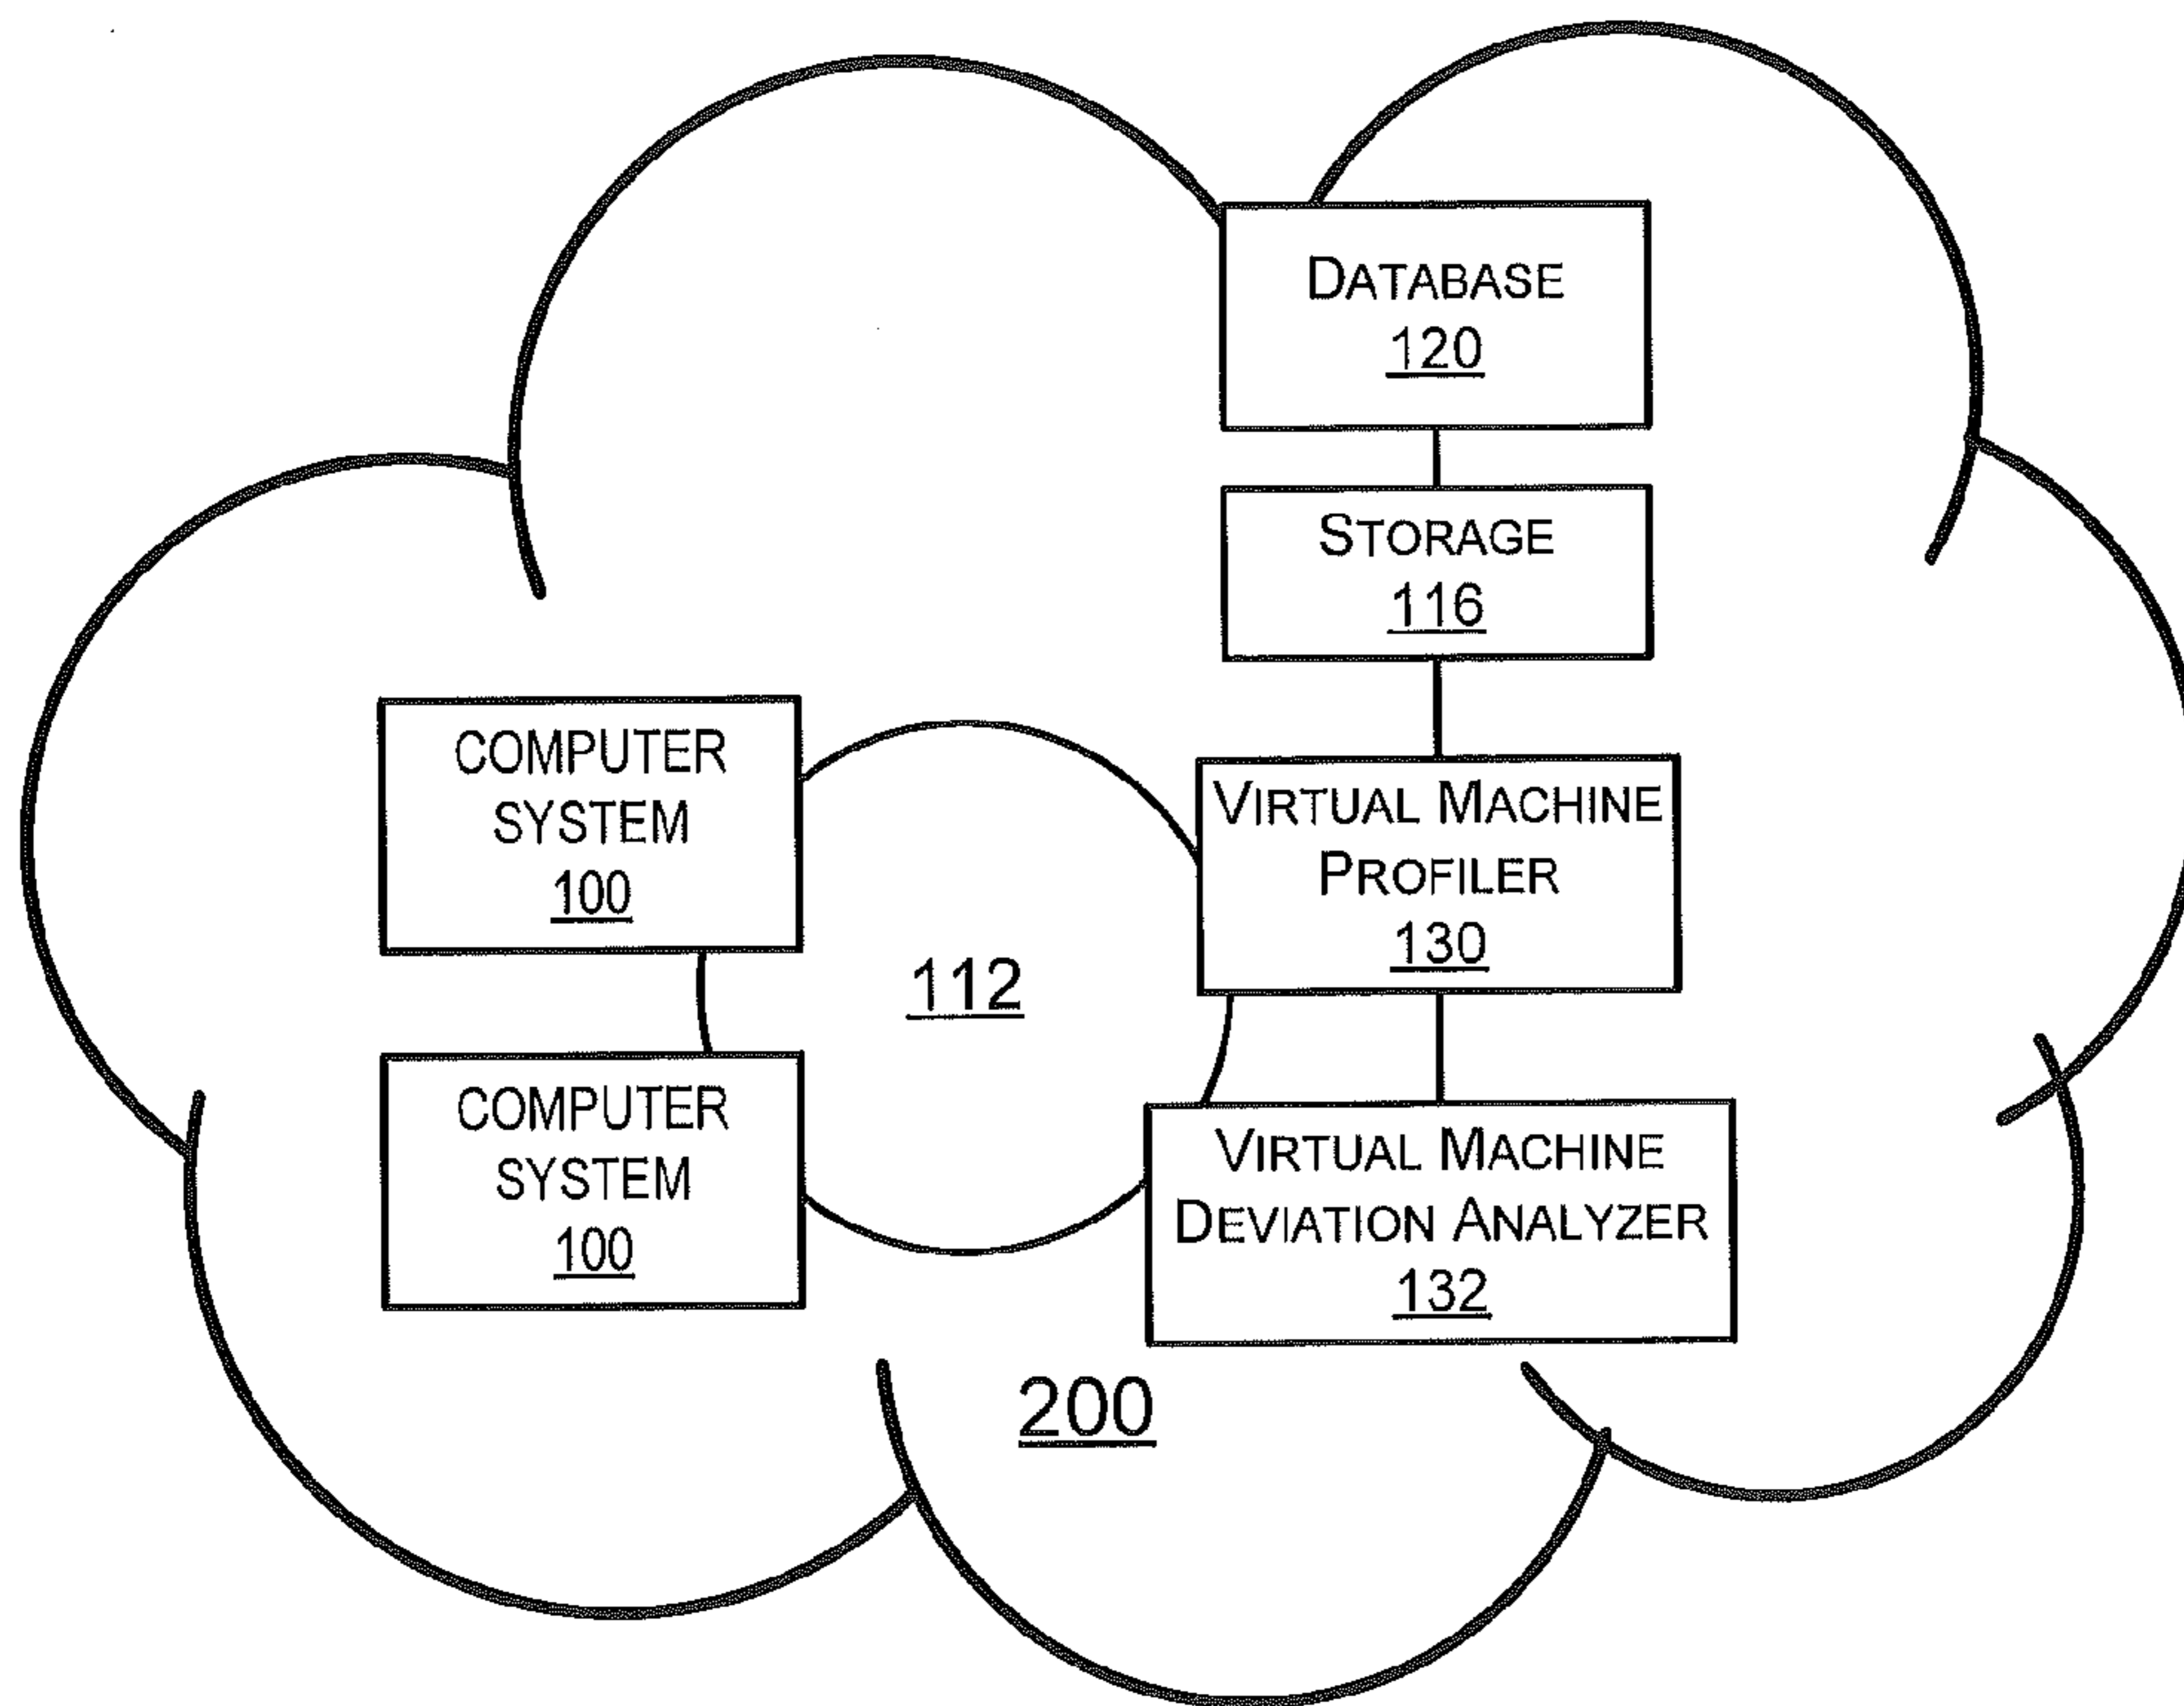 DATABASE
120
STORAGE
116
COMPUTER
SYSTEM
100
VIRTUAL MACHINE
PROFILER
130
112
COMPUTER
SYSTEM
100
VIRTUAL MACHINE
DEVIATION ANALYZER
132
200